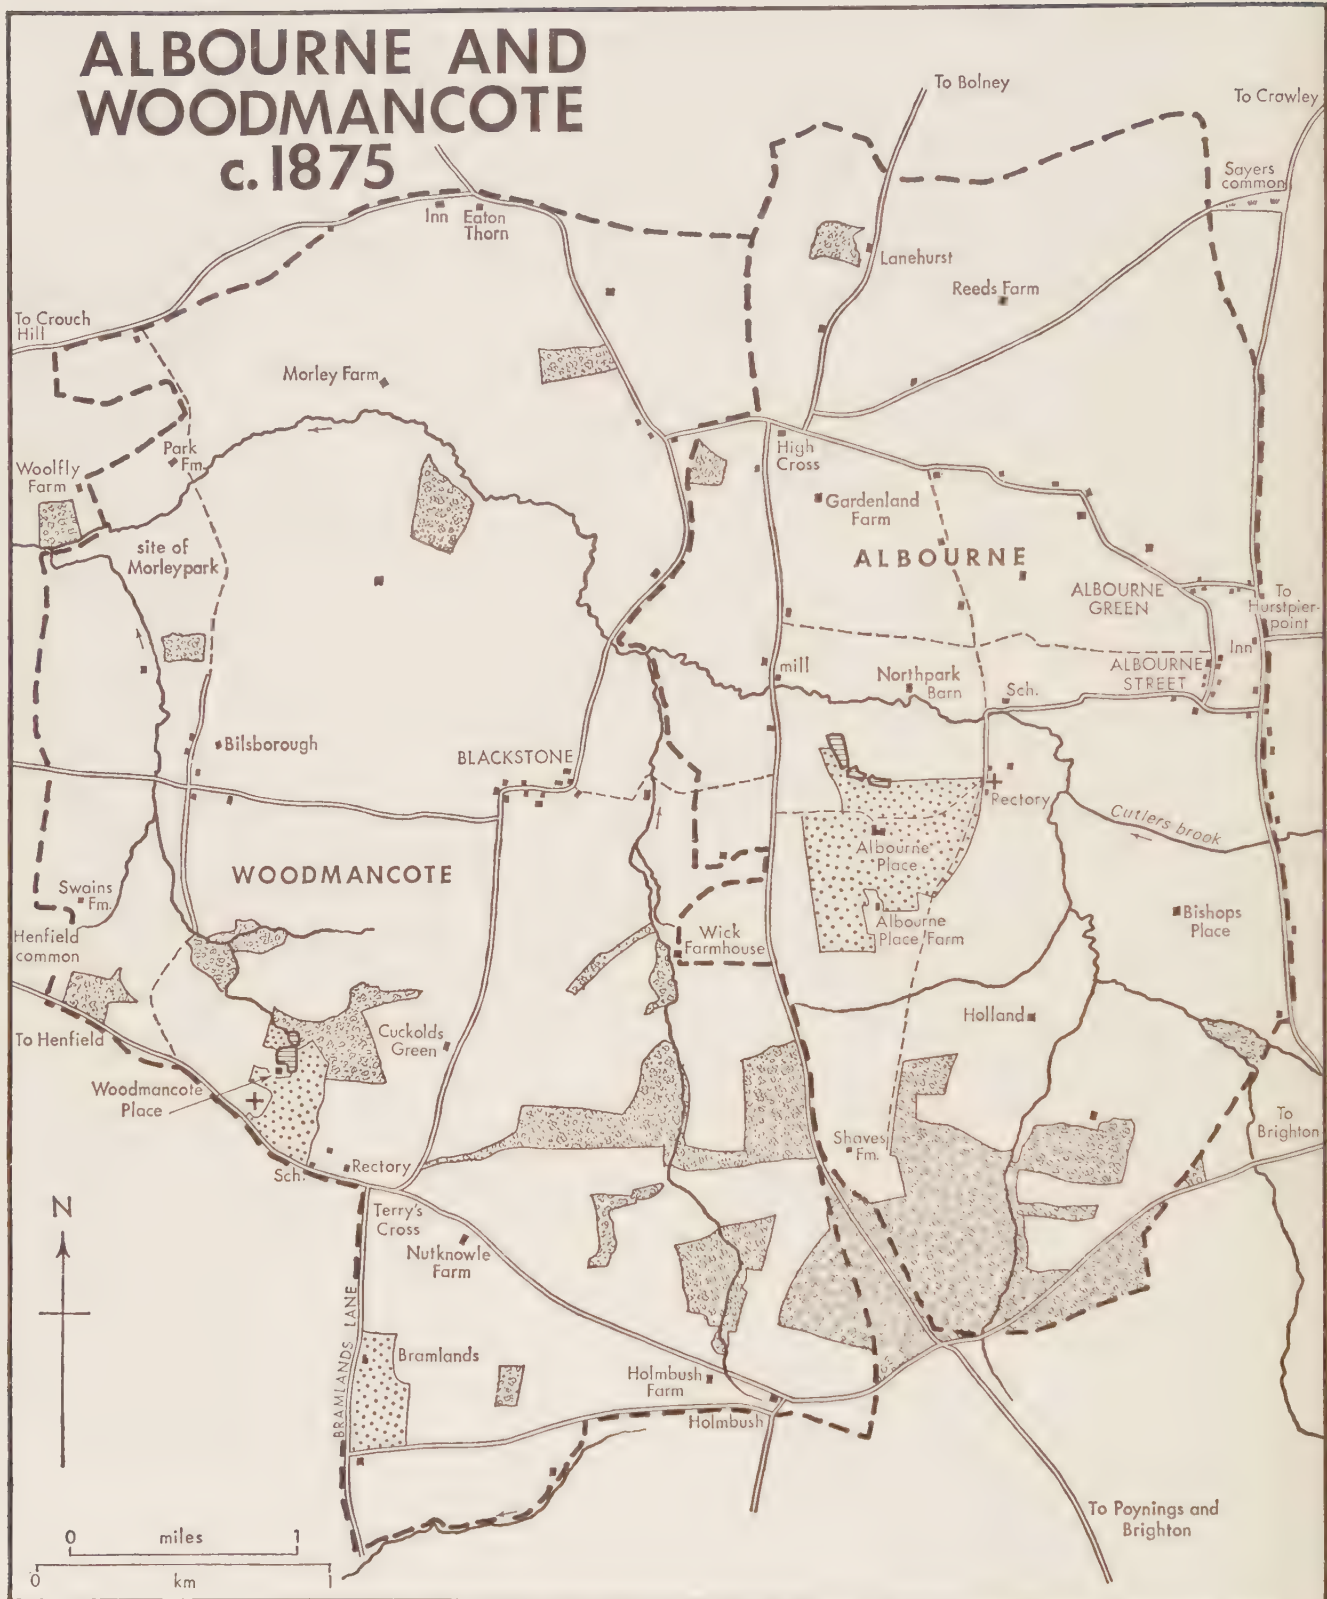 ALBOURNE AND
WOODMANCOTE
c.1875
To Bolney
To Crawley
Sayers
common
Inn
Eaton
Thorn
Lanehurst
Reeds Farm
To Crouch
Hill
Morley Farm
Park
Fm.
Woolfly
Farm
High
Cross
Gardenland
Farm
site of
Morleypark
ALBOURNE
ALBOURNE
GREEN
To
Hurstpier-
point
Inn
mill
ALBOURNE
STREET
Northpark
Barn
Sch.
Bilsborough
BLACKSTONE
Rectory
Cutlers brook
Albourne
Place
WOODMANCOTE
Swains
Fm.
Albourne
Place Farm
Bishops
Place
Henfield
common
Wick
Farmhouse
Holland
To Henfield
Cuckolds
Green
Woodmancote
Place
To
Brighton
Shaves
Fm.
Rectory
Sch.
N
Terry's
Cross
Nutknowle
Farm
BRAMLANDS LANE
Bramlands
Holmbush
Farm
Holmbush
To Poynings and
Brighton
0 miles 1
0 km 1